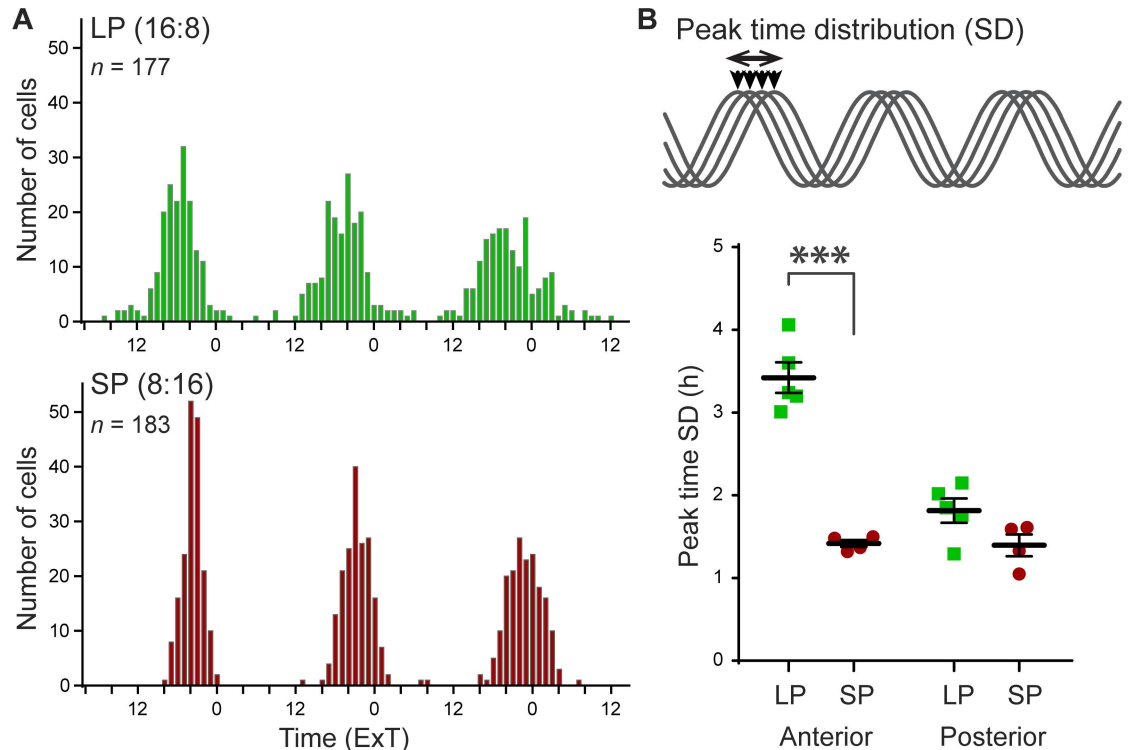 A
LP (16:8)
n = 177
Number of cells
50
40
30
20
10
0
12 0 12 0 12 0 12
SP (8:16)
n = 183
Number of cells
50
40
30
20
10
0
12 0 12 0 12 0 12
Time (ExT)
B
Peak time distribution (SD)
***
Peak time SD (h)
5
4
3
2
1
0
LP SP LP SP
Anterior Posterior